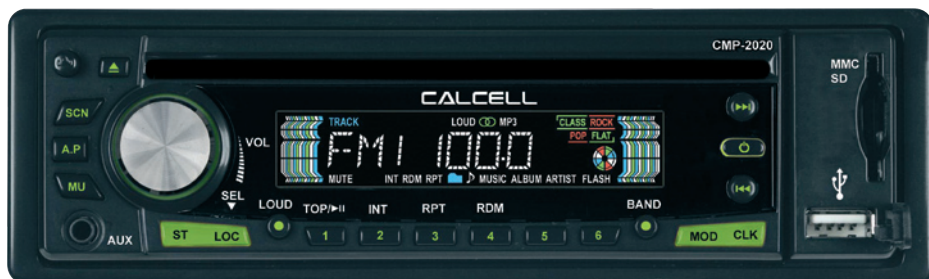 CMP-2020
MMC
SD
CALCELL
SCN
A.P
MU
VOL
SEL
TRACK
LOUD MP3
CLASS ROCK
POP FLAT
FM1 100.0
MUTE INT RDM RPT MUSIC ALBUM ARTIST FLASH
LOUD TOP/ INT RPT RDM BAND
AUX
ST LOC
1 2 3 4 5 6
MOD CLK